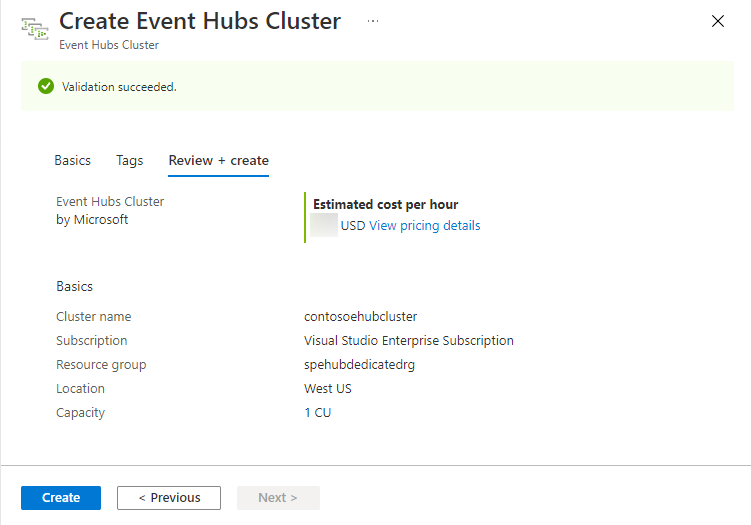 Create Event Hubs Cluster ...
Event Hubs Cluster
Validation succeeded.
Basics Tags Review + create
Event Hubs Cluster
by Microsoft
Estimated cost per hour
USD View pricing details
Basics
Cluster name contosoehubcluster
Subscription Visual Studio Enterprise Subscription
Resource group spehubdedicatedrg
Location West US
Capacity 1 CU
Create < Previous Next >